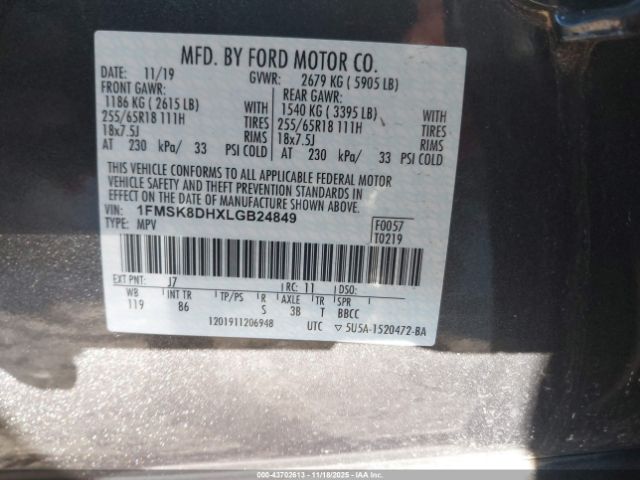 MFD. BY FORD MOTOR CO.
DATE: 11/19 GVWR: 2679 KG ( 5905 LB)
FRONT GAWR: REAR GAWR:
1186 KG ( 2615 LB) WITH 1540 KG ( 3395 LB) WITH
255/65R18 111H TIRES 255/65R18 111H TIRES
18x7.5J RIMS 18x7.5J RIMS
AT 230 kPa/ 33 PSI COLD AT 230 kPa/ 33 PSI COLD
THIS VEHICLE CONFORMS TO ALL APPLICABLE FEDERAL MOTOR
VEHICLE SAFETY AND THEFT PREVENTION STANDARDS IN
EFFECT ON THE DATE OF MANUFACTURE SHOWN ABOVE.
VIN: 1FMSK8DHXLGB24849 F0057
TYPE: MPV T0219
EXT PNT: J7 RC: 11 DSO:
WB INT TR TP/PS R AXLE TR SPR
119 86 S 3B T BBCC
1201911206948 UTC ▽ 5U5A-1520472-BA
000-43702613 - 11/18/2025 - IAAI.COM